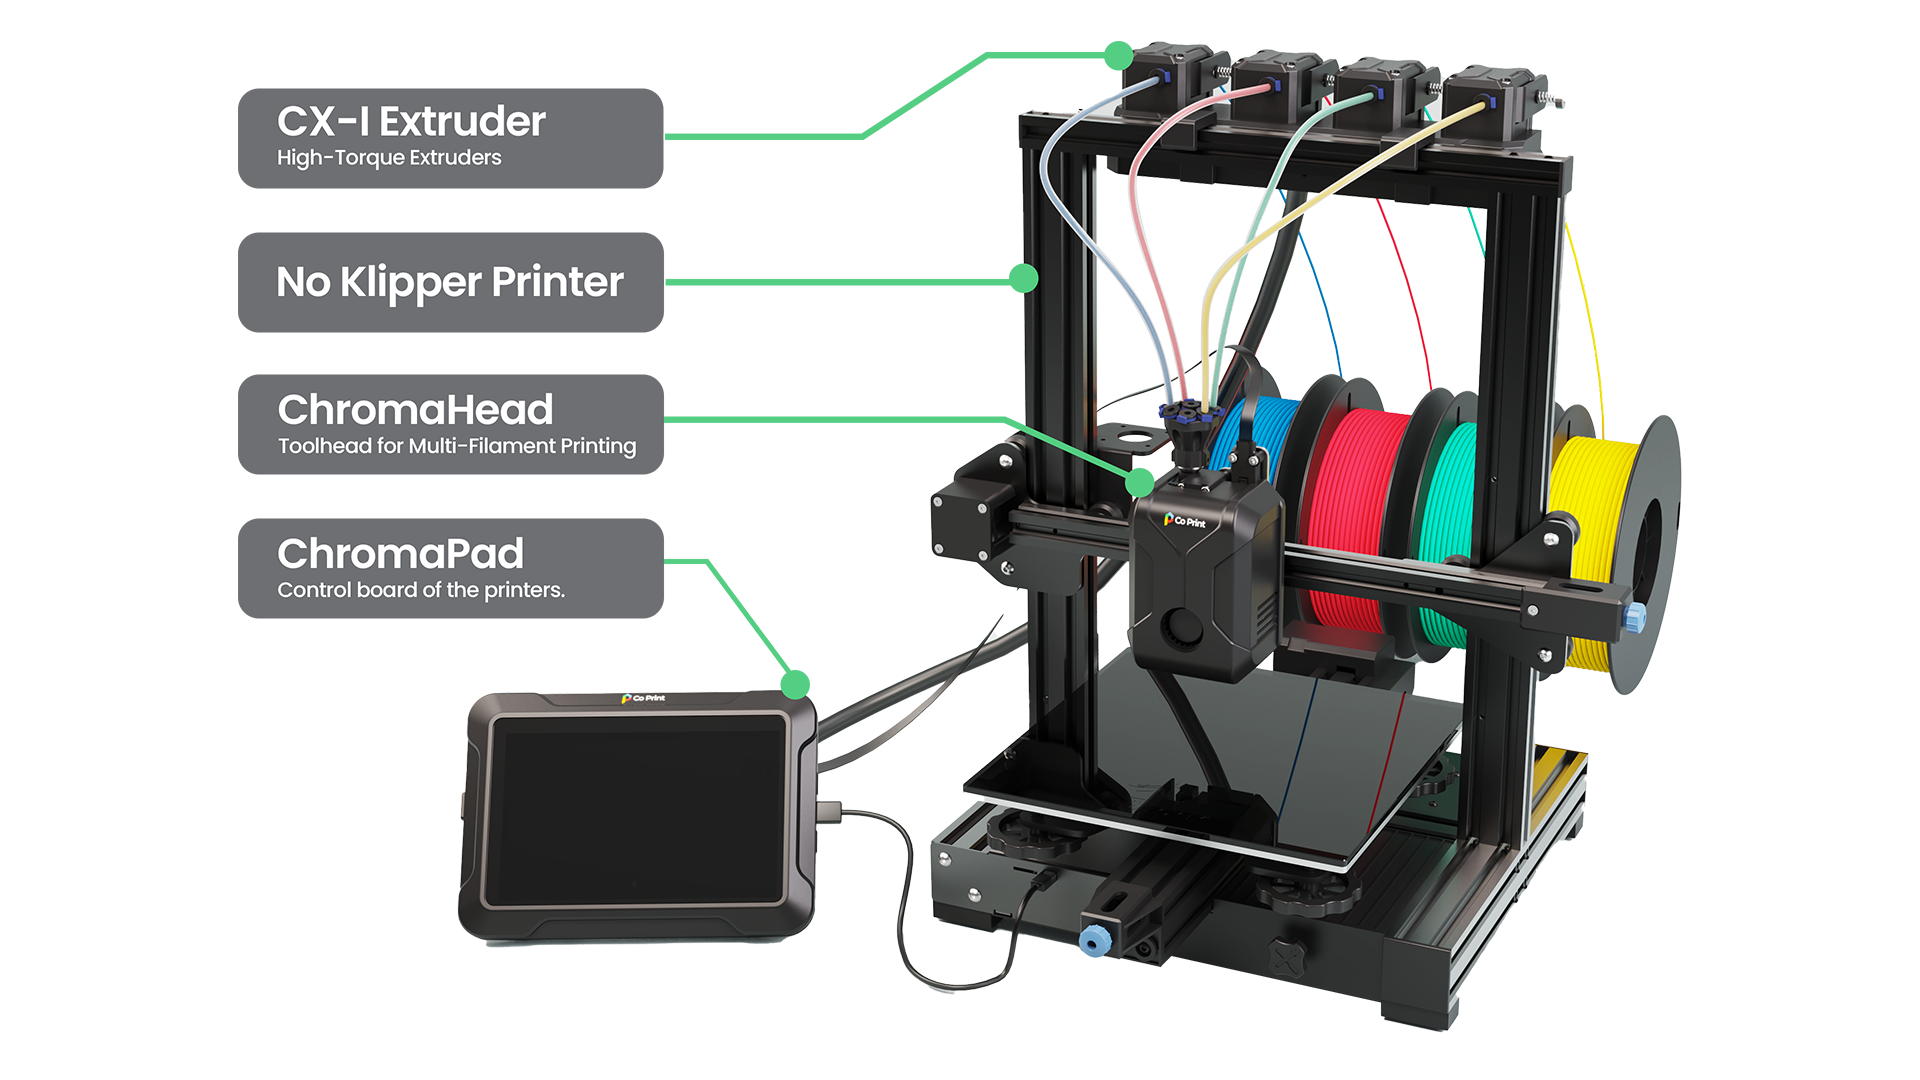 CX-I Extruder
High-Torque Extruders
No Klipper Printer
ChromaHead
Toolhead for Multi-Filament Printing
Co Print
ChromaPad
Control board of the printers.
Co Print